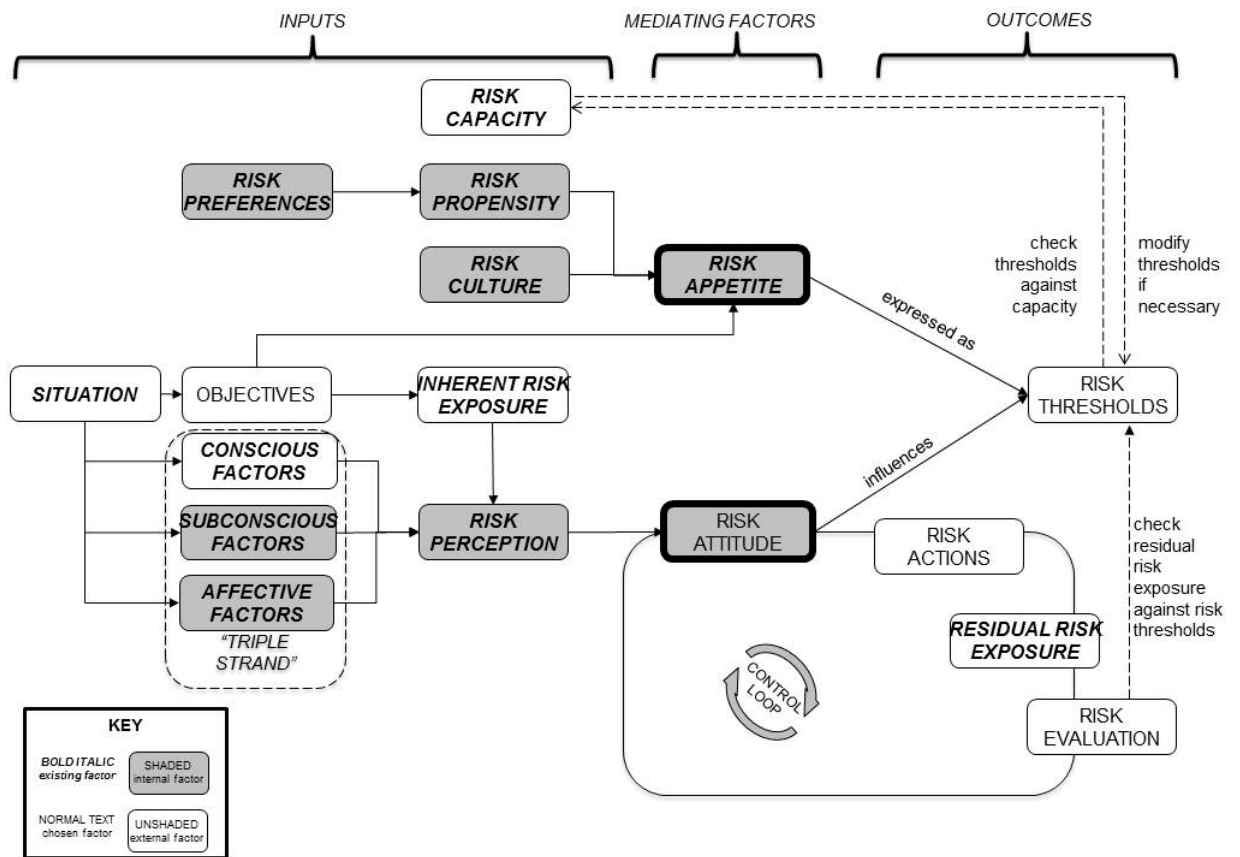 INPUTS
MEDIATING FACTORS
OUTCOMES
RISK
CAPACITY
RISK
PREFERENCES
RISK
PROPENSITY
RISK
CULTURE
RISK
APPETITE
check
thresholds
against
capacity
modify
thresholds
if
necessary
expressed as
SITUATION
OBJECTIVES
INHERENT RISK
EXPOSURE
RISK
THRESHOLDS
CONSCIOUS
FACTORS
influences
SUBCONSCIOUS
FACTORS
RISK
PERCEPTION
RISK
ATTITUDE
RISK
ACTIONS
check
residual
risk
exposure
against risk
thresholds
AFFECTIVE
FACTORS
"TRIPLE
STRAND"
RESIDUAL RISK
EXPOSURE
CONTROL
LOOP
RISK
EVALUATION
KEY
BOLD ITALIC
existing factor
SHADED
internal factor
NORMAL TEXT
chosen factor
UNSHADED
external factor